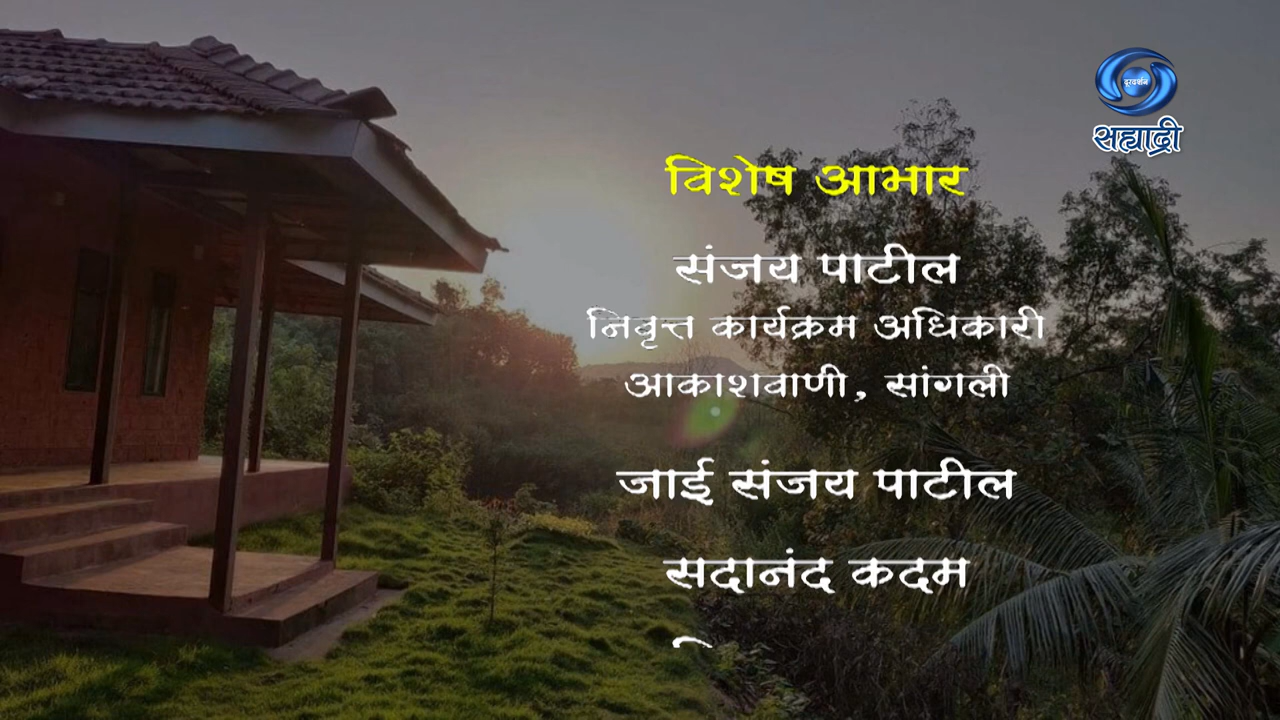 दूरदर्शन
सह्याद्री
विशेष आभार
संजय पाटील
निवृत्त कार्यक्रम अधिकारी
आकाशवाणी, सांगली
जाई संजय पाटील
सदानंद कदम